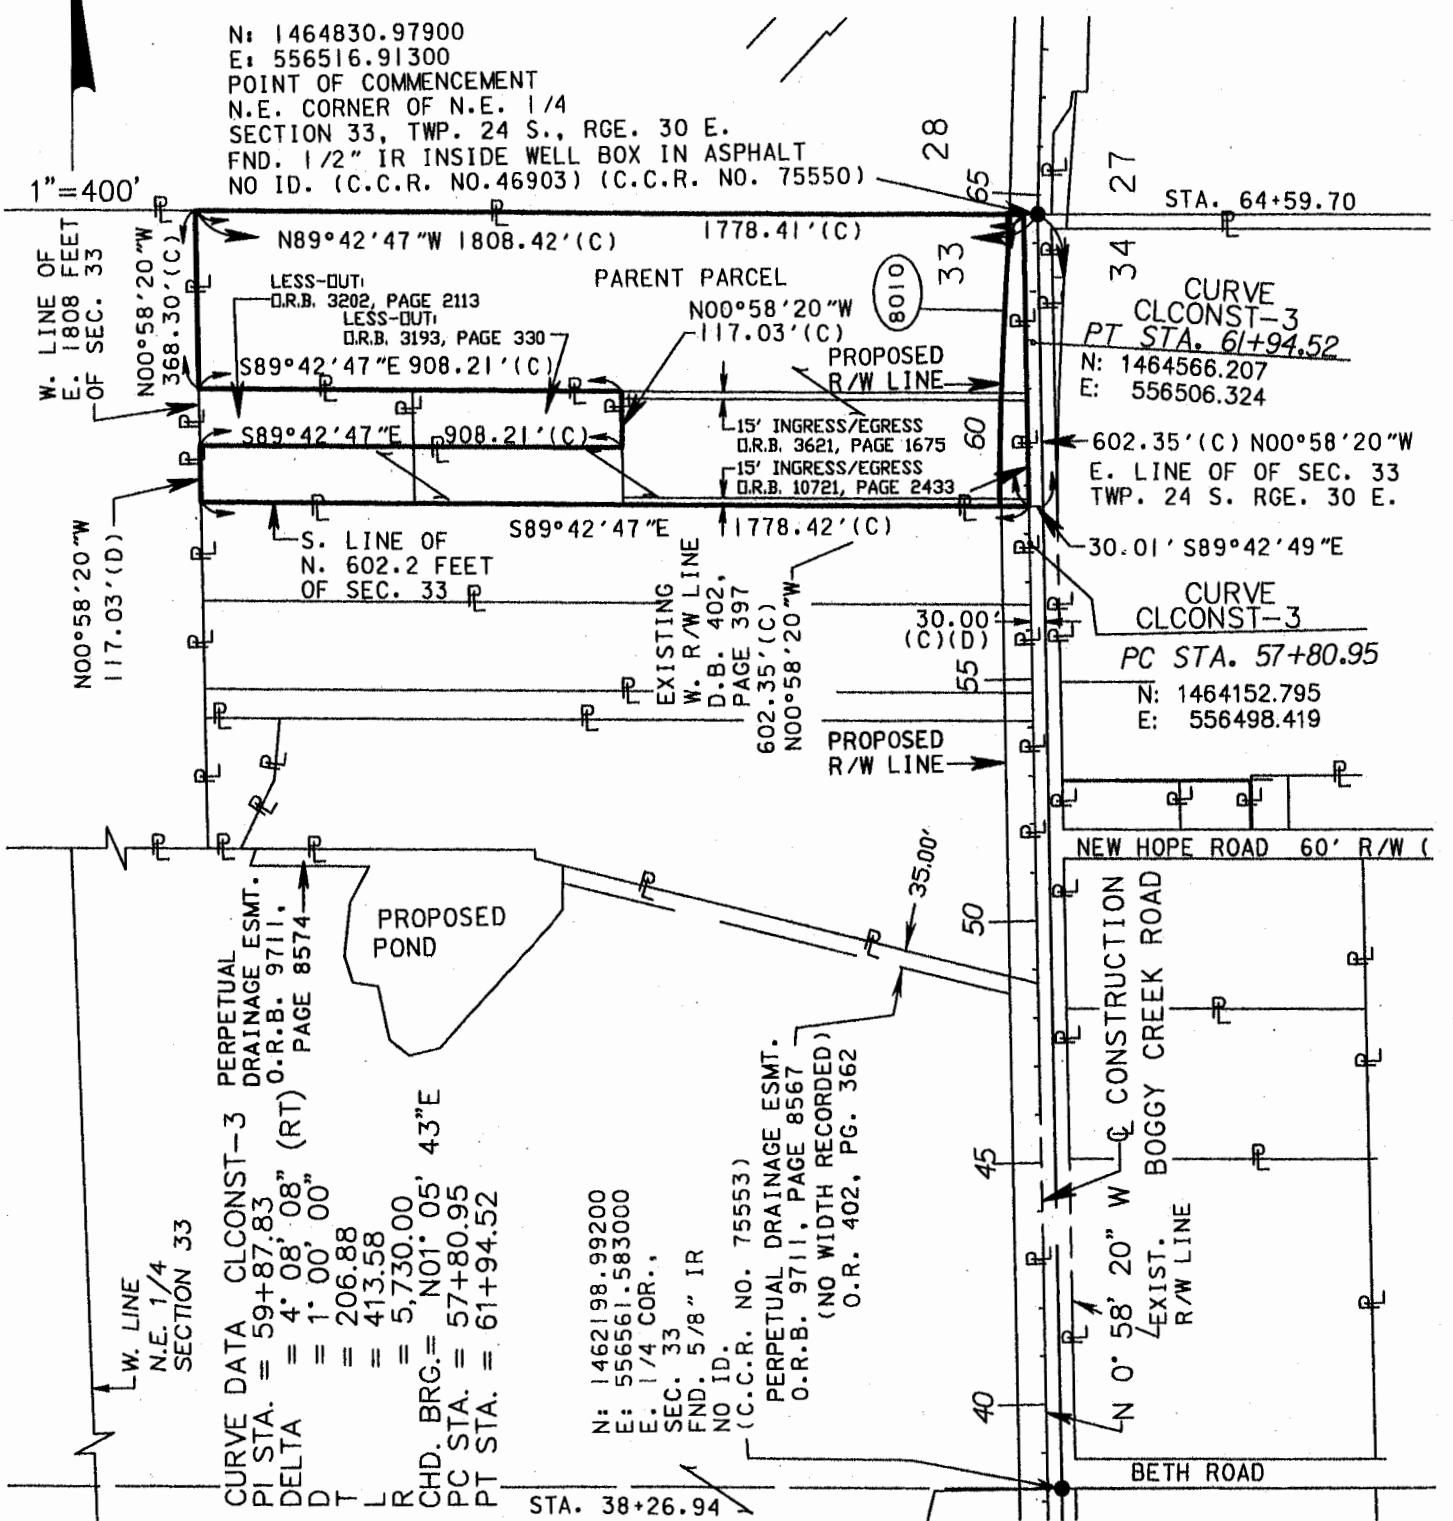 N: 1464830.97900
E: 556516.91300
POINT OF COMMENCEMENT
N.E. CORNER OF N.E. 1/4
SECTION 33, TWP. 24 S., RGE. 30 E.
FND. 1/2" IR INSIDE WELL BOX IN ASPHALT
NO ID. (C.C.R. NO.46903) (C.C.R. NO. 75550)
1"=400'
28
27
33
34
65
STA. 64+59.70
W. LINE OF
E. 1808 FEET
OF SEC. 33
N00°58'20"W
368.30'(C)
N89°42'47"W 1808.42'(C)
1778.41'(C)
LESS-OUT:
O.R.B. 3202, PAGE 2113
LESS-OUT:
O.R.B. 3193, PAGE 330
PARENT PARCEL
N00°58'20"W
117.03'(C)
8010
PROPOSED
R/W LINE
CURVE
CLCONST-3
PT STA. 61+94.52
N: 1464566.207
E: 556506.324
S89°42'47"E 908.21'(C)
S89°42'47"E 908.21'(C)
15' INGRESS/EGRESS
O.R.B. 3621, PAGE 1675
15' INGRESS/EGRESS
O.R.B. 10721, PAGE 2433
60
602.35'(C) N00°58'20"W
E. LINE OF OF SEC. 33
TWP. 24 S. RGE. 30 E.
S89°42'47"E 1778.42'(C)
30.01' S89°42'49"E
N00°58'20"W
117.03'(D)
S. LINE OF
N. 602.2 FEET
OF SEC. 33
EXISTING
W. R/W LINE
D.B. 402,
PAGE 397
602.35'(C)
N00°58'20"W
30.00'
(C)(D)
55
CURVE
CLCONST-3
PC STA. 57+80.95
N: 1464152.795
E: 556498.419
PROPOSED
R/W LINE
NEW HOPE ROAD 60' R/W (
35.00'
50
PROPOSED
POND
PERPETUAL
DRAINAGE ESMT.
O.R.B. 9711,
PAGE 8574
CURVE DATA CLCONST-3
PI STA. = 59+87.83
DELTA = 4° 08' 08" (RT)
D = 1° 00' 00"
T = 206.88
L = 413.58
R = 5,730.00
CHD. BRG.= N01° 05' 43"E
PC STA. = 57+80.95
PT STA. = 61+94.52
W. LINE
N.E. 1/4
SECTION 33
N: 1462198.99200
E: 556561.583000
E. 1/4 COR.,
SEC. 33
FND. 5/8" IR
NO ID.
(C.C.R. NO. 75553)
PERPETUAL DRAINAGE ESMT.
O.R.B. 9711, PAGE 8567
(NO WIDTH RECORDED)
O.R. 402, PG. 362
45
40
N 0° 58' 20" W
℄ CONSTRUCTION
BOGGY CREEK ROAD
EXIST.
R/W LINE
BETH ROAD
STA. 38+26.94